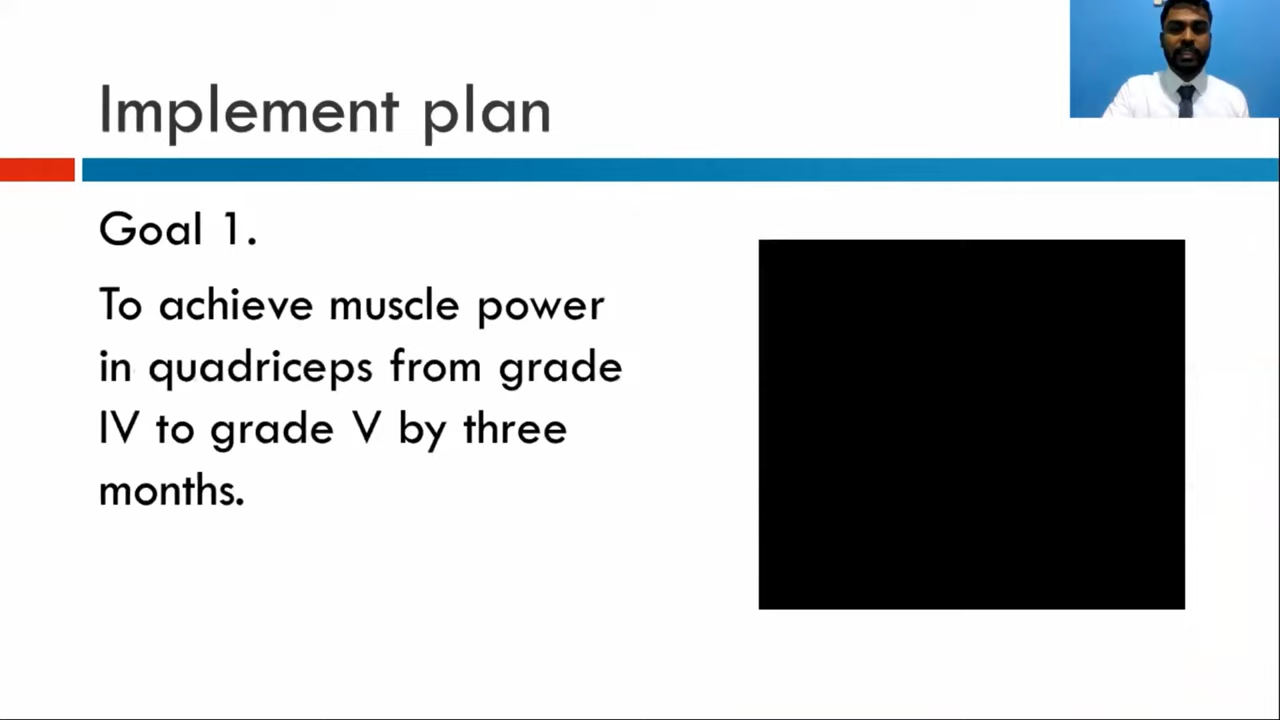 Implement plan
Goal 1.
To achieve muscle power
in quadriceps from grade
IV to grade V by three
months.